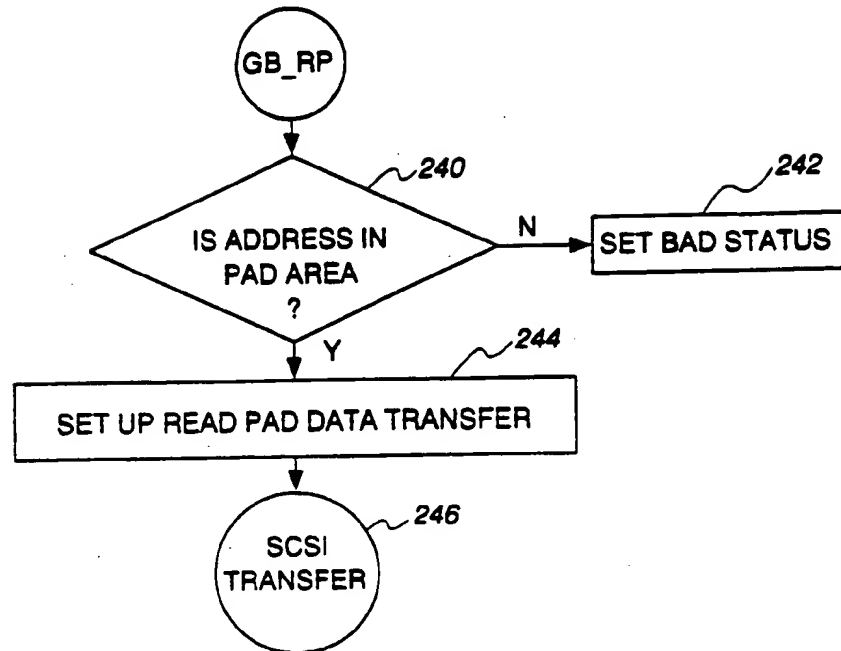 GB_RP
240
242
IS ADDRESS IN
PAD AREA
?
N
SET BAD STATUS
Y
244
SET UP READ PAD DATA TRANSFER
246
SCSI
TRANSFER